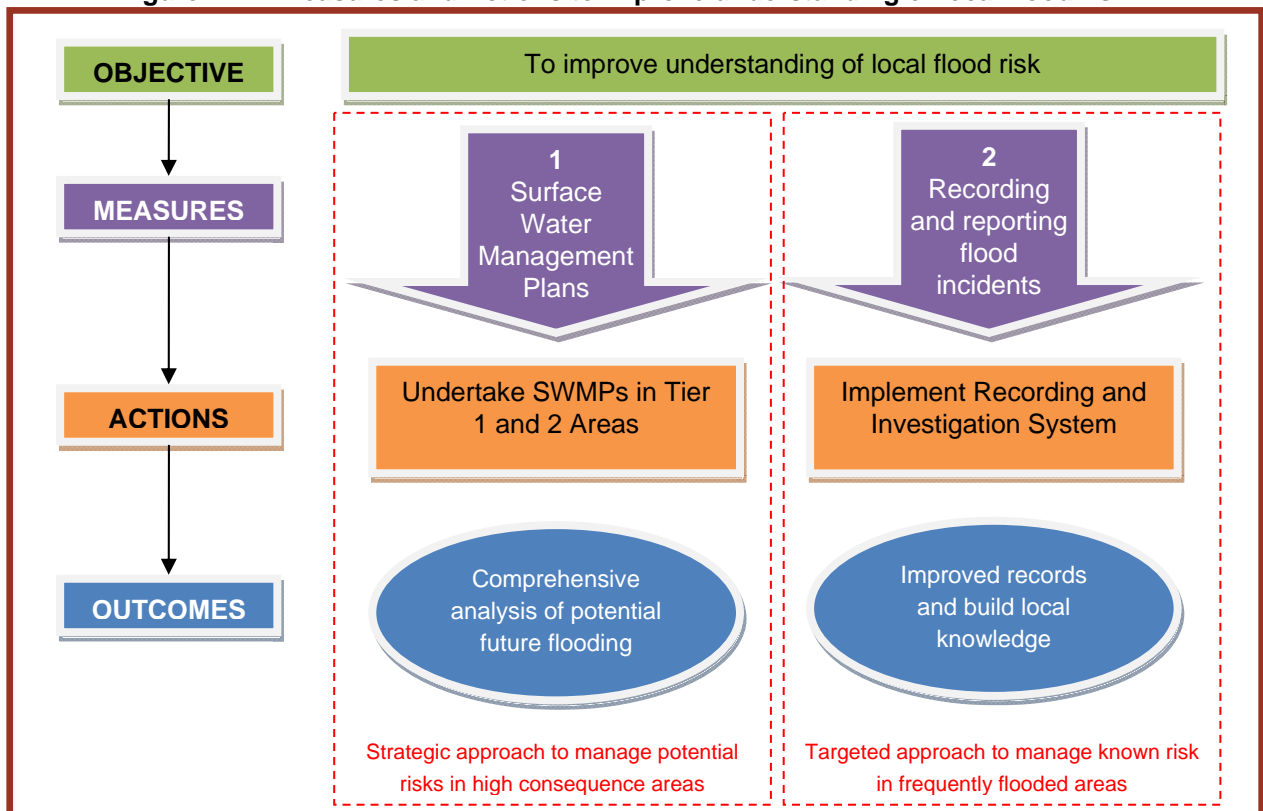 OBJECTIVE
To improve understanding of local flood risk
MEASURES
1
Surface
Water
Management
Plans
2
Recording
and reporting
flood
incidents
ACTIONS
Undertake SWMPs in Tier
1 and 2 Areas
Implement Recording and
Investigation System
OUTCOMES
Comprehensive
analysis of potential
future flooding
Improved records
and build local
knowledge
Strategic approach to manage potential
risks in high consequence areas
Targeted approach to manage known risk
in frequently flooded areas